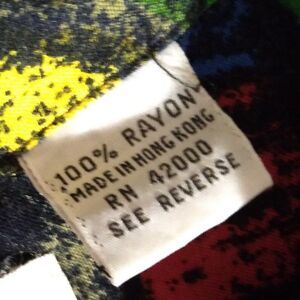 100% RAYON
MADE IN HONG KONG
RN 42000
SEE REVERSE